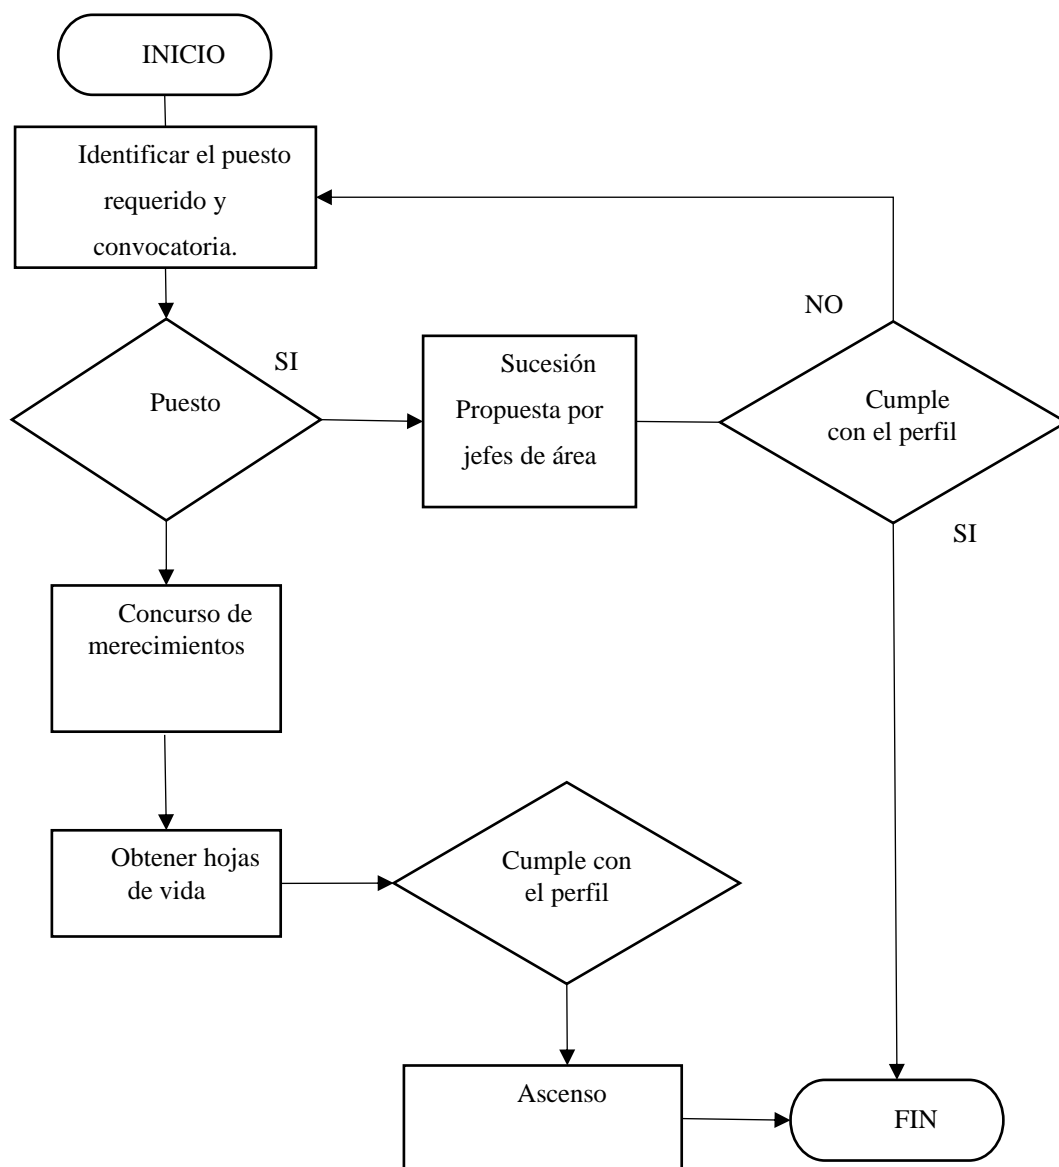 INICIO
Identificar el puesto
requerido y
convocatoria.
NO
SI
Puesto
Sucesión
Propuesta por
jefes de área
Cumple
con el perfil
SI
Concurso de
merecimientos
Obtener hojas
de vida
Cumple con
el perfil
Ascenso
FIN